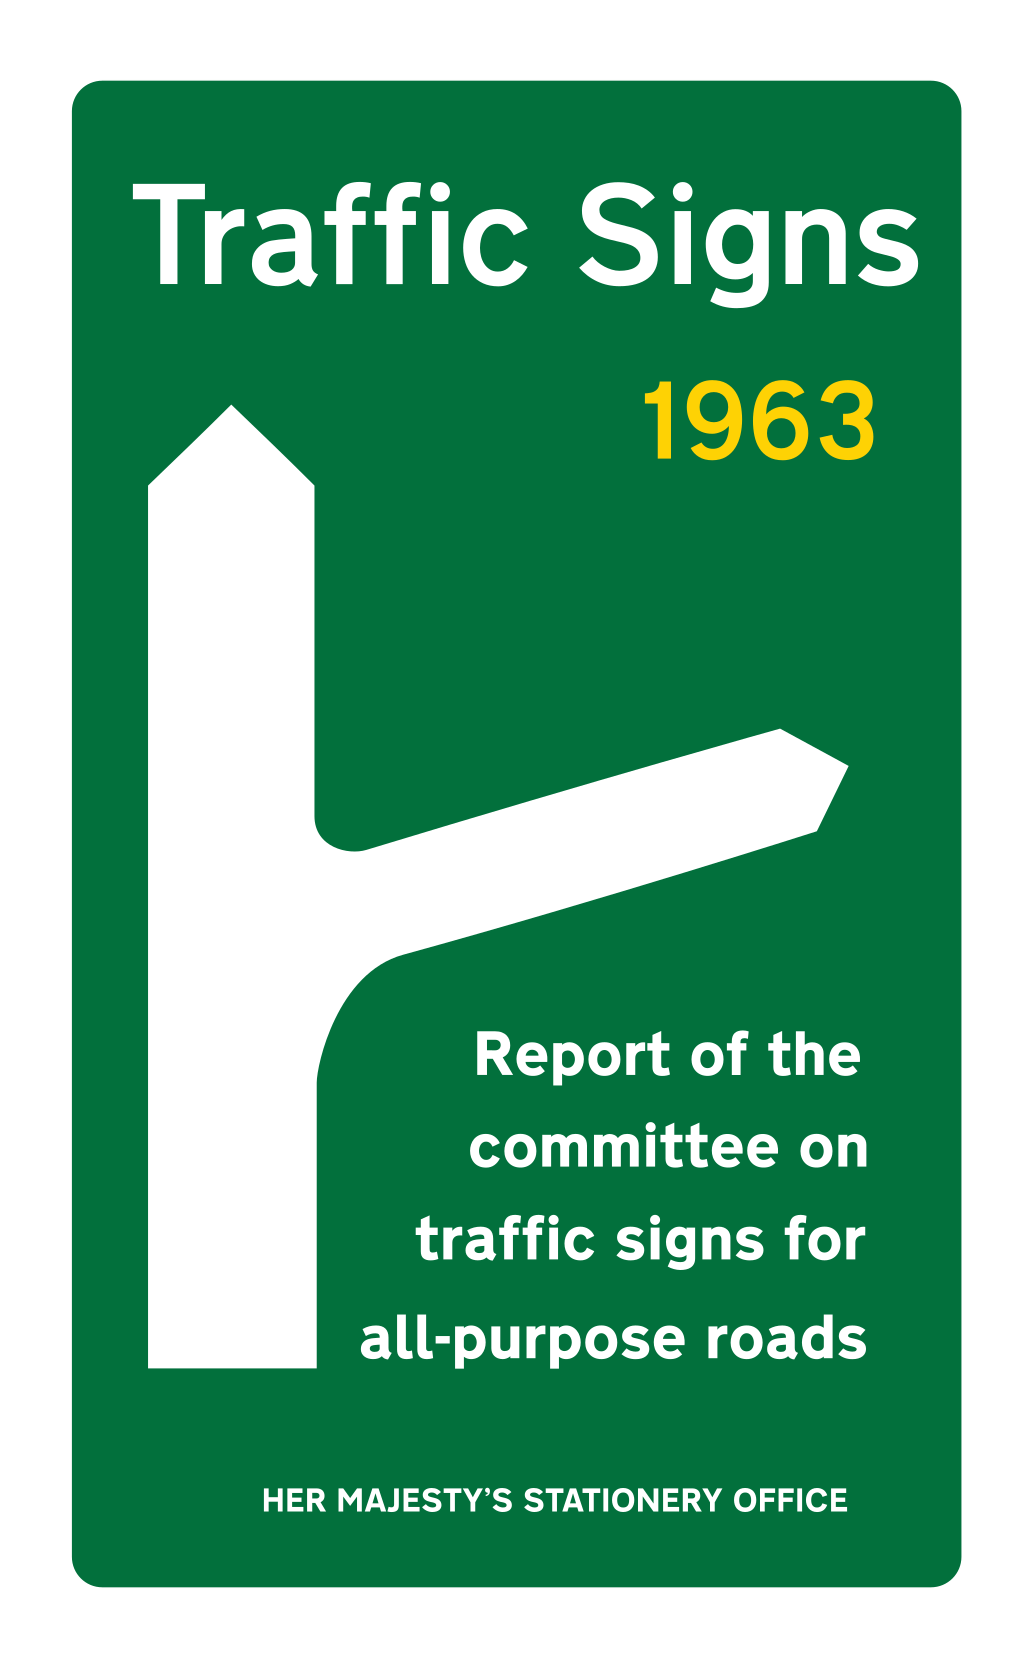 Traffic Signs
1963
Report of the
committee on
traffic signs for
all-purpose roads
HER MAJESTY’S STATIONERY OFFICE